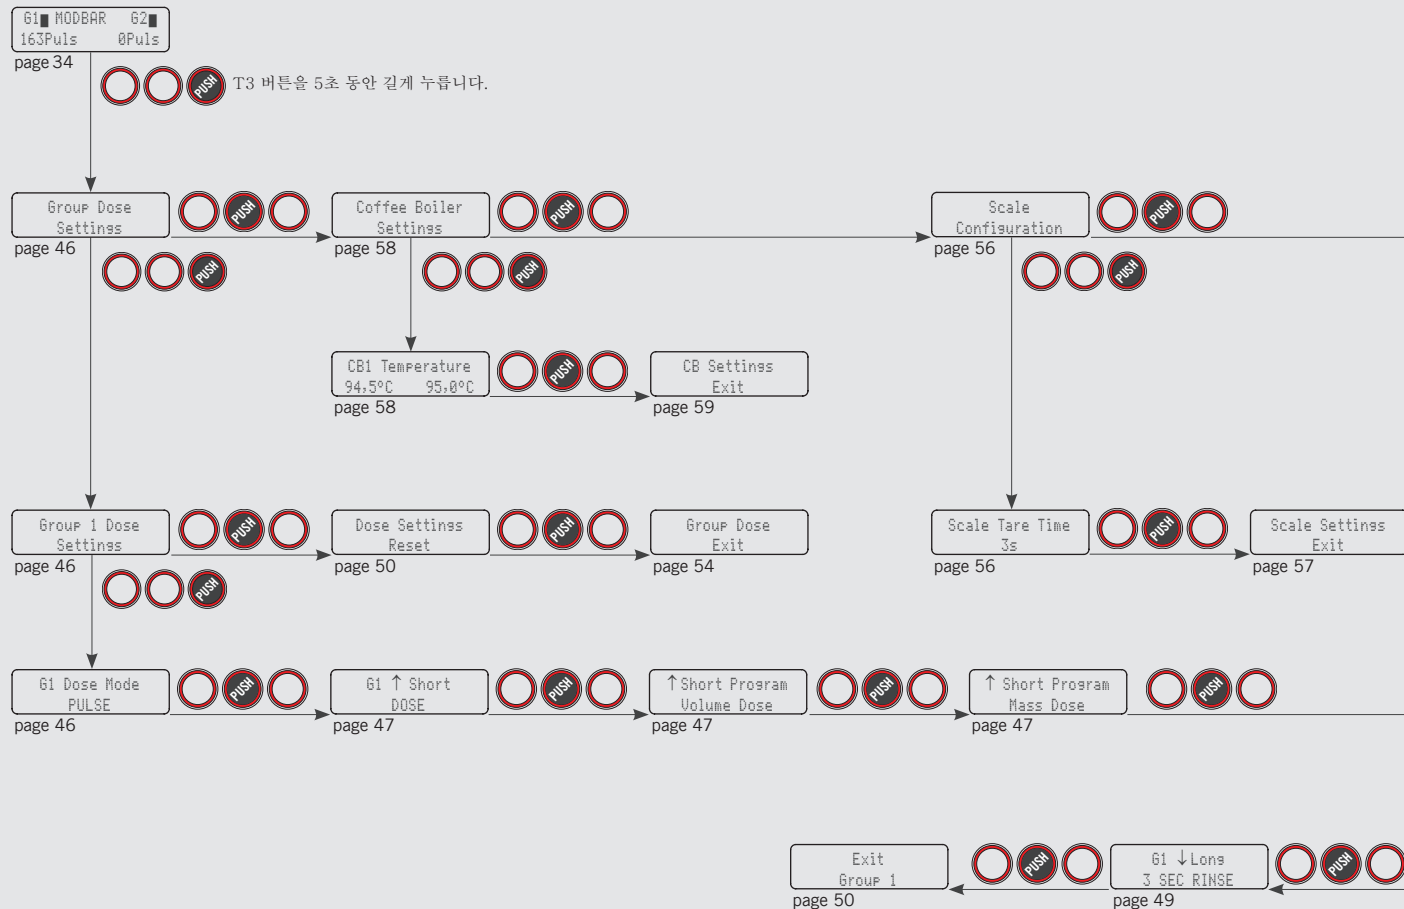 G1 MODBAR G2
163Puls 0Puls
page 34
PUSH
T3 버튼을 5초 동안 길게 누릅니다.
Group Dose
Settings
page 46
PUSH
Coffee Boiler
Settings
page 58
PUSH
Scale
Configuration
page 56
PUSH
PUSH
PUSH
PUSH
CB1 Temperature
94,5°C 95,0°C
page 58
PUSH
CB Settings
Exit
page 59
Group 1 Dose
Settings
page 46
PUSH
Dose Settings
Reset
page 50
PUSH
Group Dose
Exit
page 54
Scale Tare Time
3s
page 56
PUSH
Scale Settings
Exit
page 57
PUSH
G1 Dose Mode
PULSE
page 46
PUSH
G1 ↑ Short
DOSE
page 47
PUSH
↑ Short Program
Volume Dose
page 47
PUSH
↑ Short Program
Mass Dose
page 47
PUSH
Exit
Group 1
page 50
PUSH
G1 ↓ Long
3 SEC RINSE
page 49
PUSH